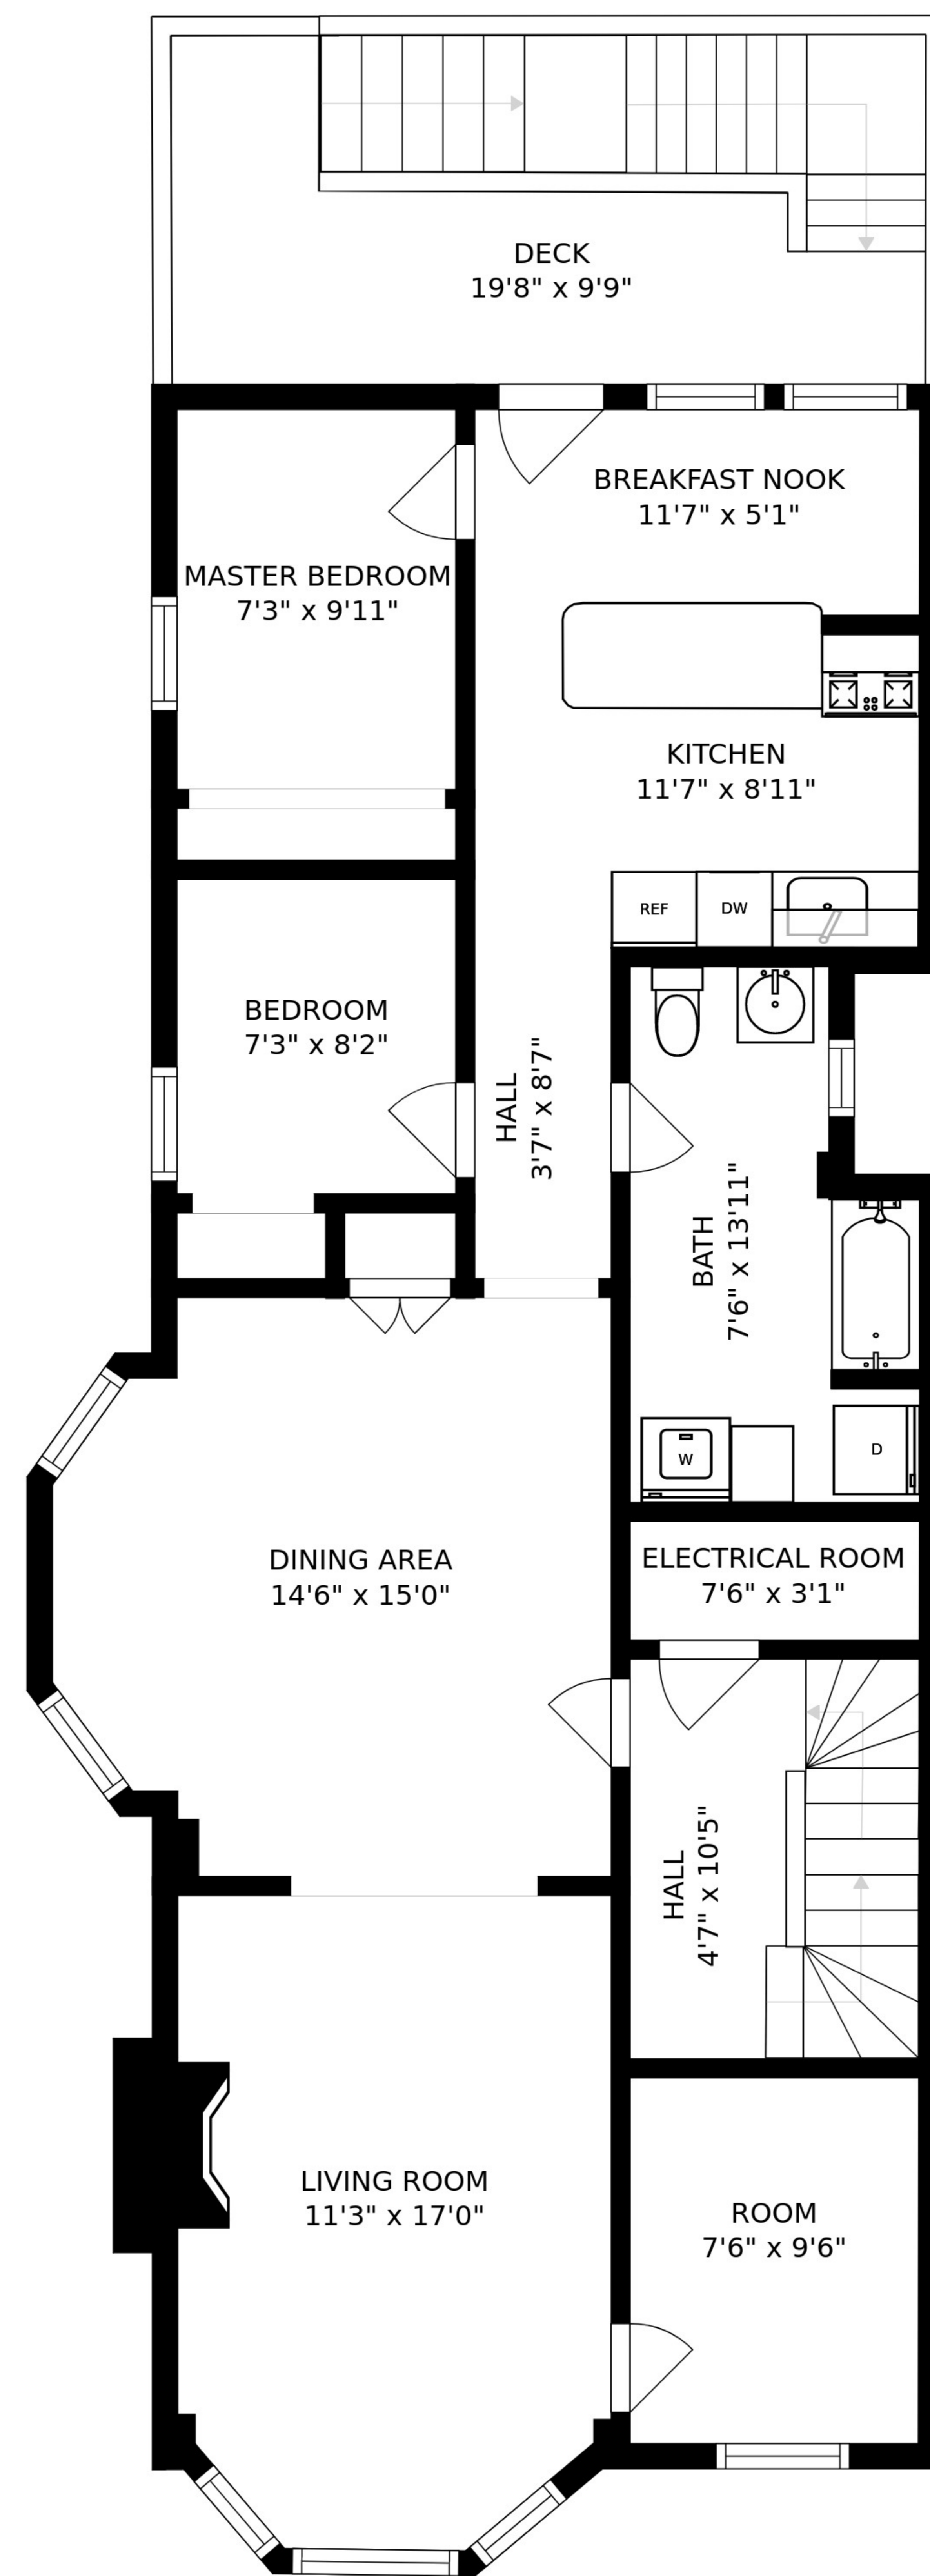 DECK
19'8" x 9'9"
BREAKFAST NOOK
11'7" x 5'1"
MASTER BEDROOM
7'3" x 9'11"
KITCHEN
11'7" x 8'11"
REF
DW
BEDROOM
7'3" x 8'2"
HALL
3'7" x 8'7"
BATH
7'6" x 13'11"
W
D
DINING AREA
14'6" x 15'0"
ELECTRICAL ROOM
7'6" x 3'1"
HALL
4'7" x 10'5"
LIVING ROOM
11'3" x 17'0"
ROOM
7'6" x 9'6"